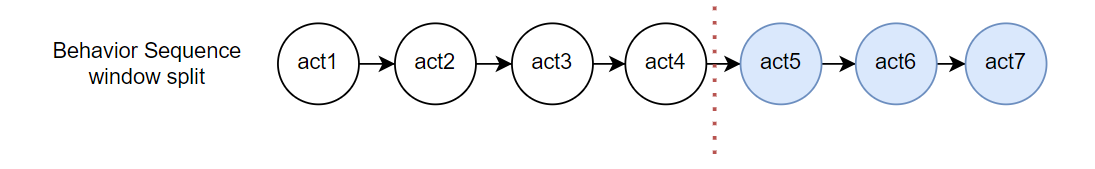 Behavior Sequence
window split
act1
act2
act3
act4
act5
act6
act7